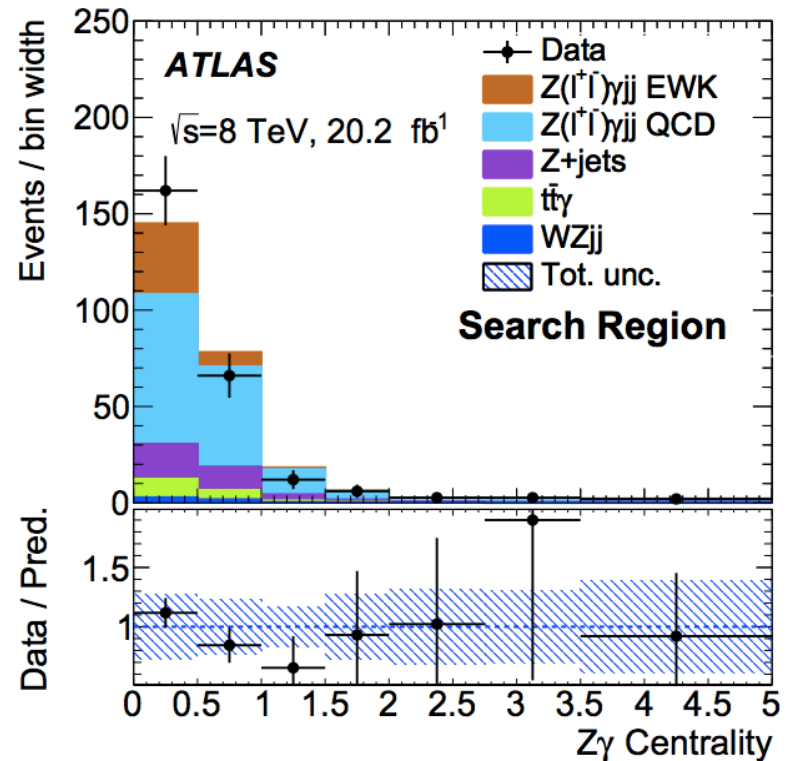 250
200
150
100
50
0
Events / bin width
ATLAS
√s=8 TeV, 20.2 fb⁻¹
Data
Z(l⁺l⁻)γjj EWK
Z(l⁺l⁻)γjj QCD
Z+jets
tt̄γ
WZjj
Tot. unc.
Search Region
Data / Pred.
1.5
1
0 0.5 1 1.5 2 2.5 3 3.5 4 4.5 5
Zγ Centrality